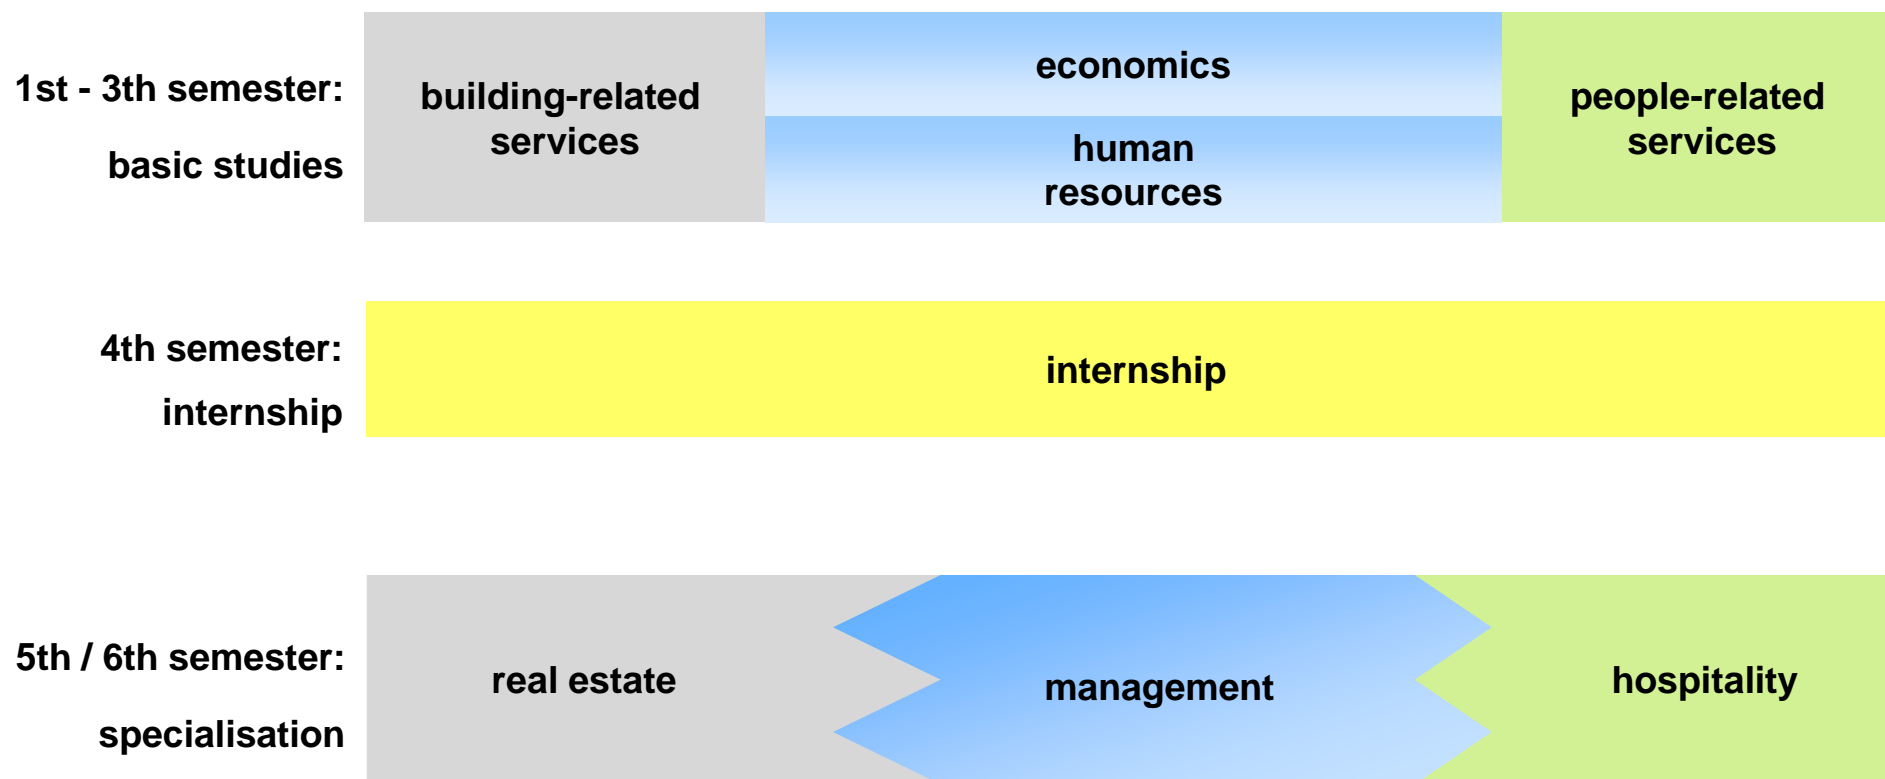 1st - 3th semester:
basic studies
building-related
services
economics
human
resources
people-related
services
4th semester:
internship
internship
5th / 6th semester:
specialisation
real estate
management
hospitality